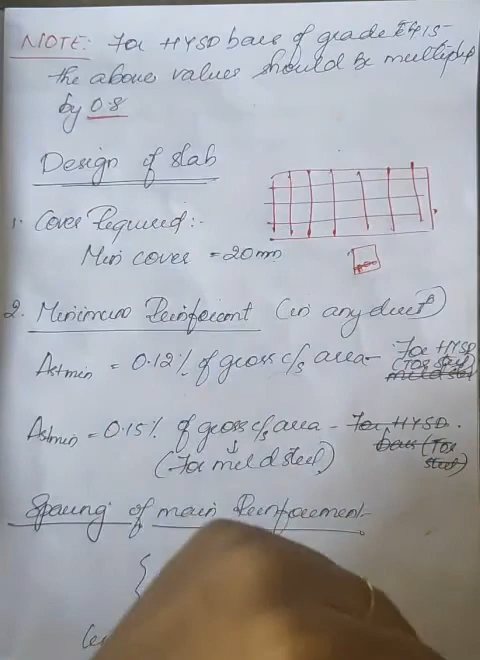 NOTE: For HYSD bars of grade Fe415
the above values should be multiplied
by 0.8
Design of slab
1. Cover Required:-
Min cover = 20mm
2. Minimum Reinforcement (in any direct
Astmin = 0.12% of gross c/s area - For HYSD
(TOR steel)
mild steel
Astmin = 0.15% of gross c/s area - For HYSD.
bars (TOR
steel)
(For mild steel)
Spacing of main Reinforcement